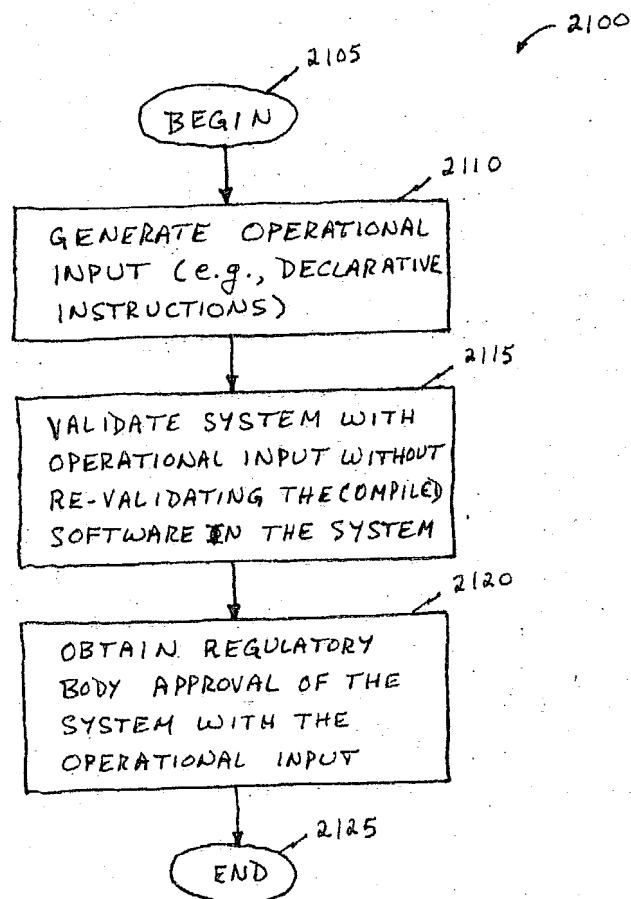 2100
2105
BEGIN
2110
GENERATE OPERATIONAL
INPUT (e.g., DECLARATIVE
INSTRUCTIONS)
2115
VALIDATE SYSTEM WITH
OPERATIONAL INPUT WITHOUT
RE-VALIDATING THE COMPILED
SOFTWARE IN THE SYSTEM
2120
OBTAIN REGULATORY
BODY APPROVAL OF THE
SYSTEM WITH THE
OPERATIONAL INPUT
2125
END